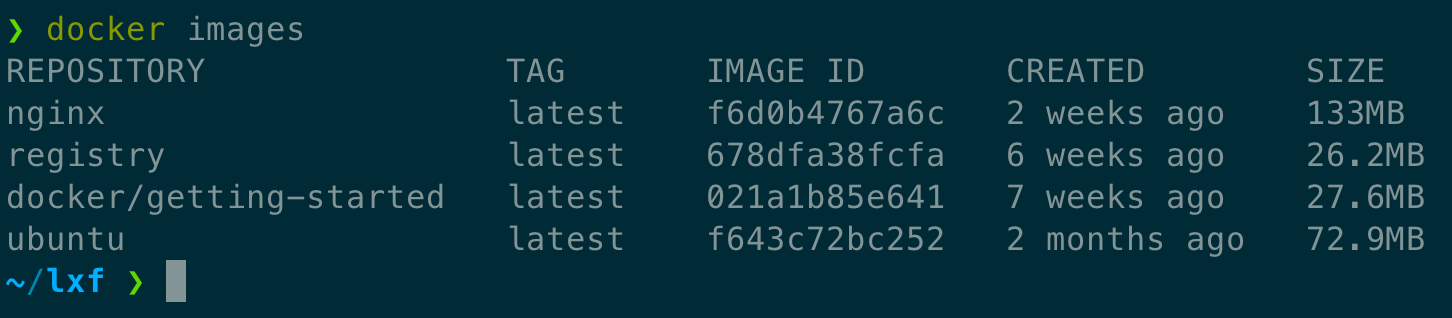 ❯ docker images
REPOSITORY                TAG       IMAGE ID       CREATED        SIZE
nginx                     latest    f6d0b4767a6c   2 weeks ago    133MB
registry                  latest    678dfa38fcfa   6 weeks ago    26.2MB
docker/getting-started    latest    021a1b85e641   7 weeks ago    27.6MB
ubuntu                    latest    f643c72bc252   2 months ago   72.9MB
~/lxf ❯